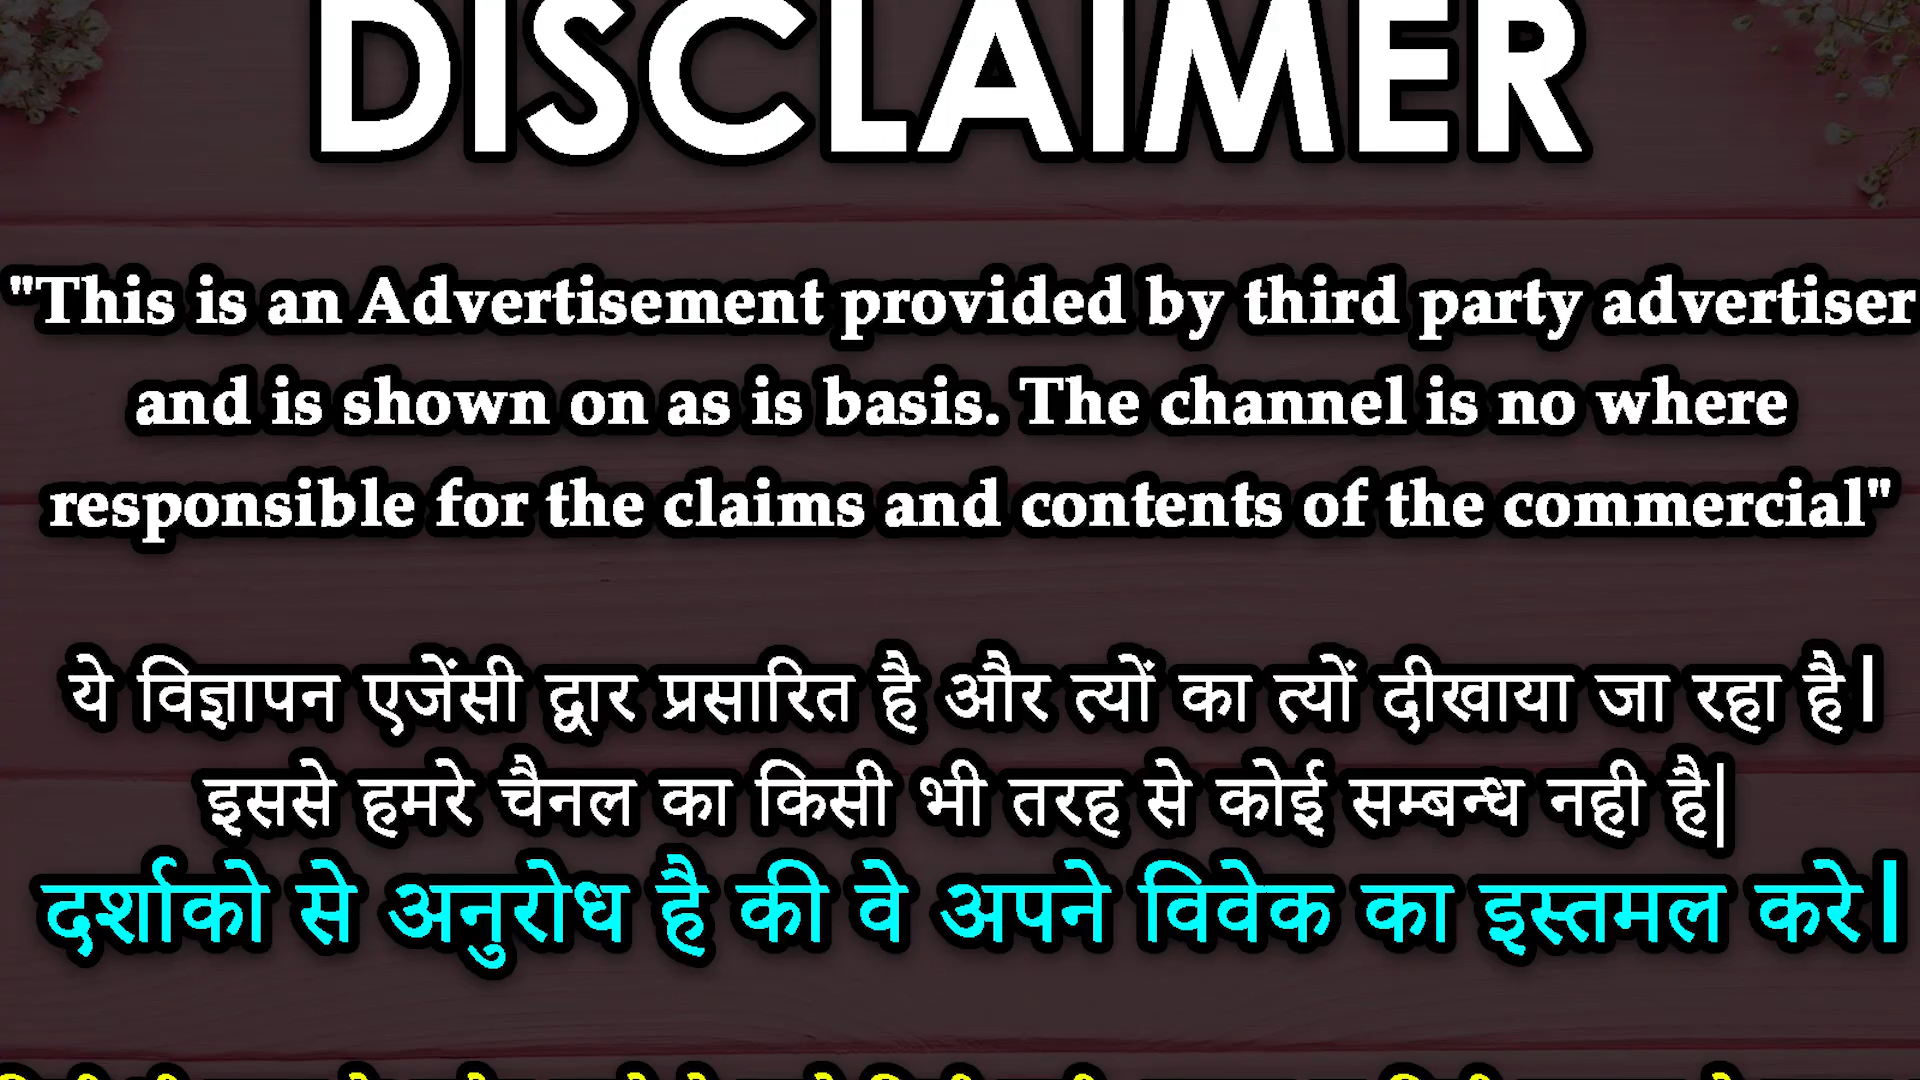 DISCLAIMER
"This is an Advertisement provided by third party advertiser
and is shown on as is basis. The channel is no where
responsible for the claims and contents of the commercial"
ये विज्ञापन एजेंसी द्वार प्रसारित है और त्यों का त्यों दीखाया जा रहा है|
इससे हमरे चैनल का किसी भी तरह से कोई सम्बन्ध नही है|
दर्शाको से अनुरोध है की वे अपने विवेक का इस्तमल करे|